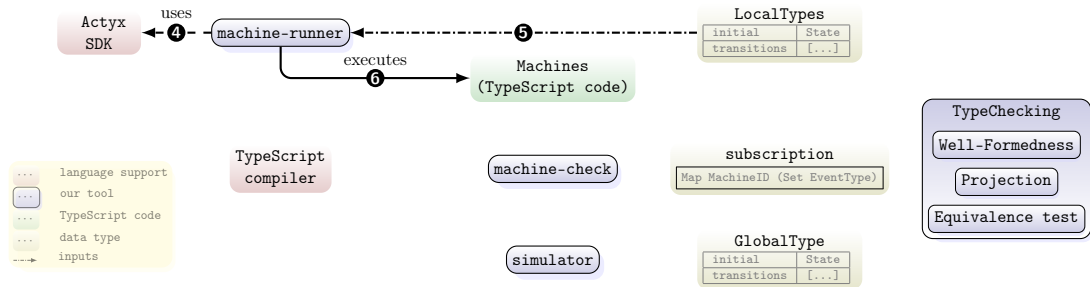 Actyx
SDK
uses
4
machine-runner
5
LocalTypes
initial State
transitions [...]
executes
6
Machines
(TypeScript code)
TypeChecking
Well-Formedness
Projection
Equivalence test
TypeScript
compiler
machine-check
subscription
Map MachineID (Set EventType)
... language support
... our tool
... TypeScript code
... data type
inputs
simulator
GlobalType
initial State
transitions [...]